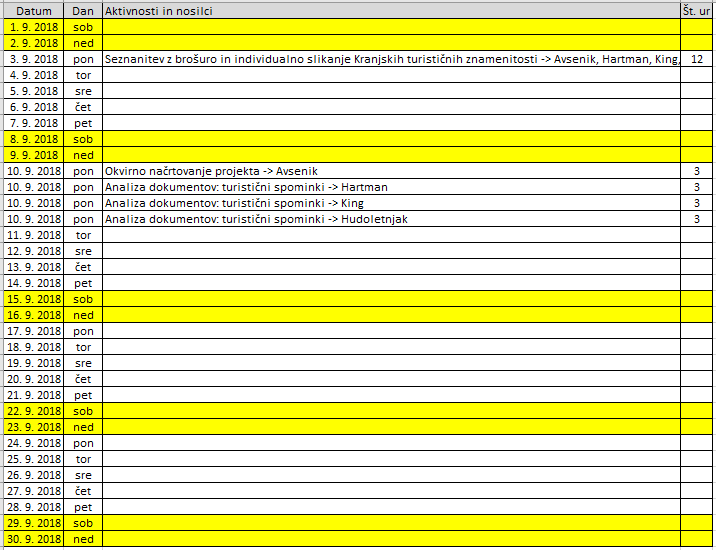 Datum Dan Aktivnosti in nosilci Št. ur
1. 9. 2018 sob
2. 9. 2018 ned
3. 9. 2018 pon Seznanitev z brošuro in individualno slikanje Kranjskih turističnih znamenitosti -> Avsenik, Hartman, King, 12
4. 9. 2018 tor
5. 9. 2018 sre
6. 9. 2018 čet
7. 9. 2018 pet
8. 9. 2018 sob
9. 9. 2018 ned
10. 9. 2018 pon Okvirno načrtovanje projekta -> Avsenik 3
10. 9. 2018 pon Analiza dokumentov: turistični spominki -> Hartman 3
10. 9. 2018 pon Analiza dokumentov: turistični spominki -> King 3
10. 9. 2018 pon Analiza dokumentov: turistični spominki -> Hudoletnjak 3
11. 9. 2018 tor
12. 9. 2018 sre
13. 9. 2018 čet
14. 9. 2018 pet
15. 9. 2018 sob
16. 9. 2018 ned
17. 9. 2018 pon
18. 9. 2018 tor
19. 9. 2018 sre
20. 9. 2018 čet
21. 9. 2018 pet
22. 9. 2018 sob
23. 9. 2018 ned
24. 9. 2018 pon
25. 9. 2018 tor
26. 9. 2018 sre
27. 9. 2018 čet
28. 9. 2018 pet
29. 9. 2018 sob
30. 9. 2018 ned